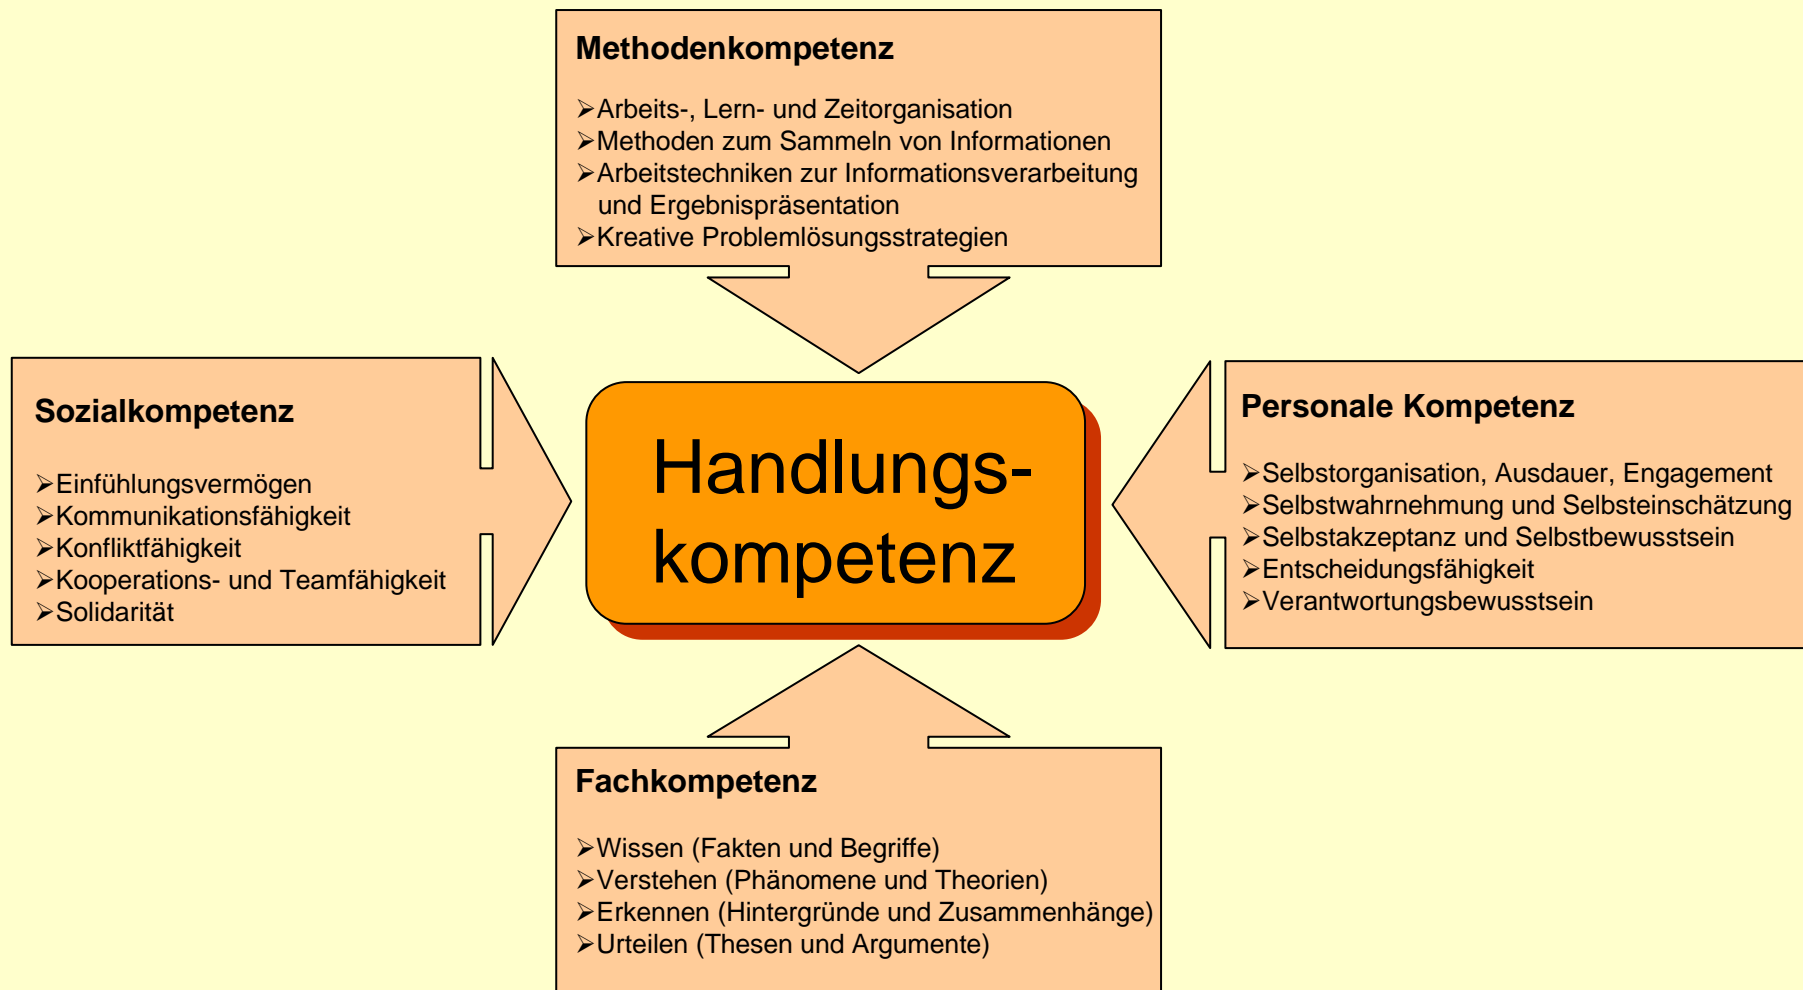 Methodenkompetenz
➢Arbeits-, Lern- und Zeitorganisation
➢Methoden zum Sammeln von Informationen
➢Arbeitstechniken zur Informationsverarbeitung
und Ergebnispräsentation
➢Kreative Problemlösungsstrategien
Sozialkompetenz
➢Einfühlungsvermögen
➢Kommunikationsfähigkeit
➢Konfliktfähigkeit
➢Kooperations- und Teamfähigkeit
➢Solidarität
Handlungs-
kompetenz
Personale Kompetenz
➢Selbstorganisation, Ausdauer, Engagement
➢Selbstwahrnehmung und Selbsteinschätzung
➢Selbstakzeptanz und Selbstbewusstsein
➢Entscheidungsfähigkeit
➢Verantwortungsbewusstsein
Fachkompetenz
➢Wissen (Fakten und Begriffe)
➢Verstehen (Phänomene und Theorien)
➢Erkennen (Hintergründe und Zusammenhänge)
➢Urteilen (Thesen und Argumente)